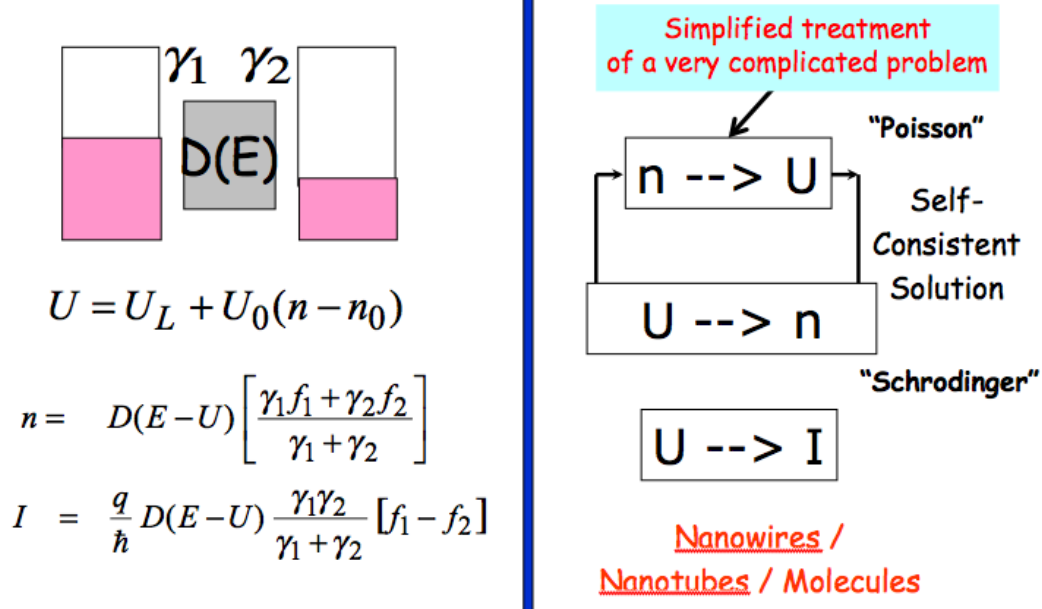 γ₁ γ₂
D(E)
U = U_L + U₀(n − n₀)
n = D(E − U) [ (γ₁f₁ + γ₂f₂) / (γ₁ + γ₂) ]
I = q/ħ D(E − U) γ₁γ₂ / (γ₁ + γ₂) [f₁ − f₂]
Simplified treatment
of a very complicated problem
“Poisson”
n --> U
Self-
Consistent
Solution
U --> n
“Schrodinger”
U --> I
Nanowires /
Nanotubes / Molecules